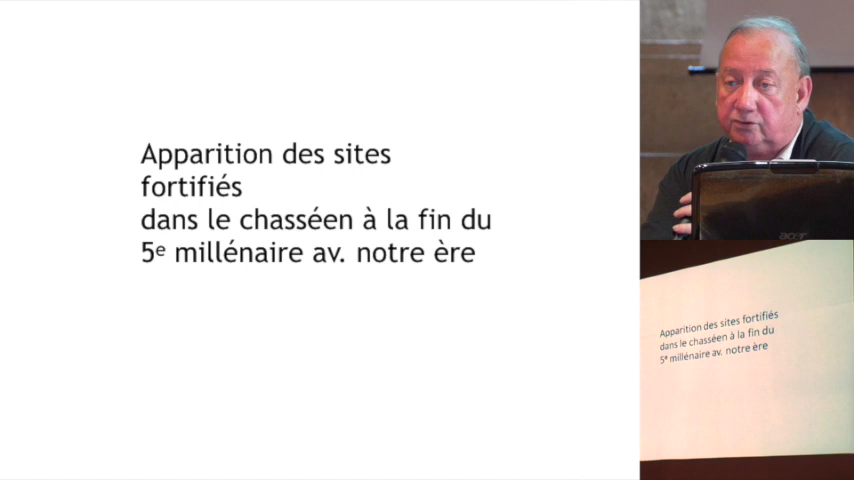 Apparition des sites
fortifiés
dans le chasséen à la fin du
5e millénaire av. notre ère
acer
Apparition des sites fortifiés
dans le chasséen à la fin du
5e millénaire av. notre ère